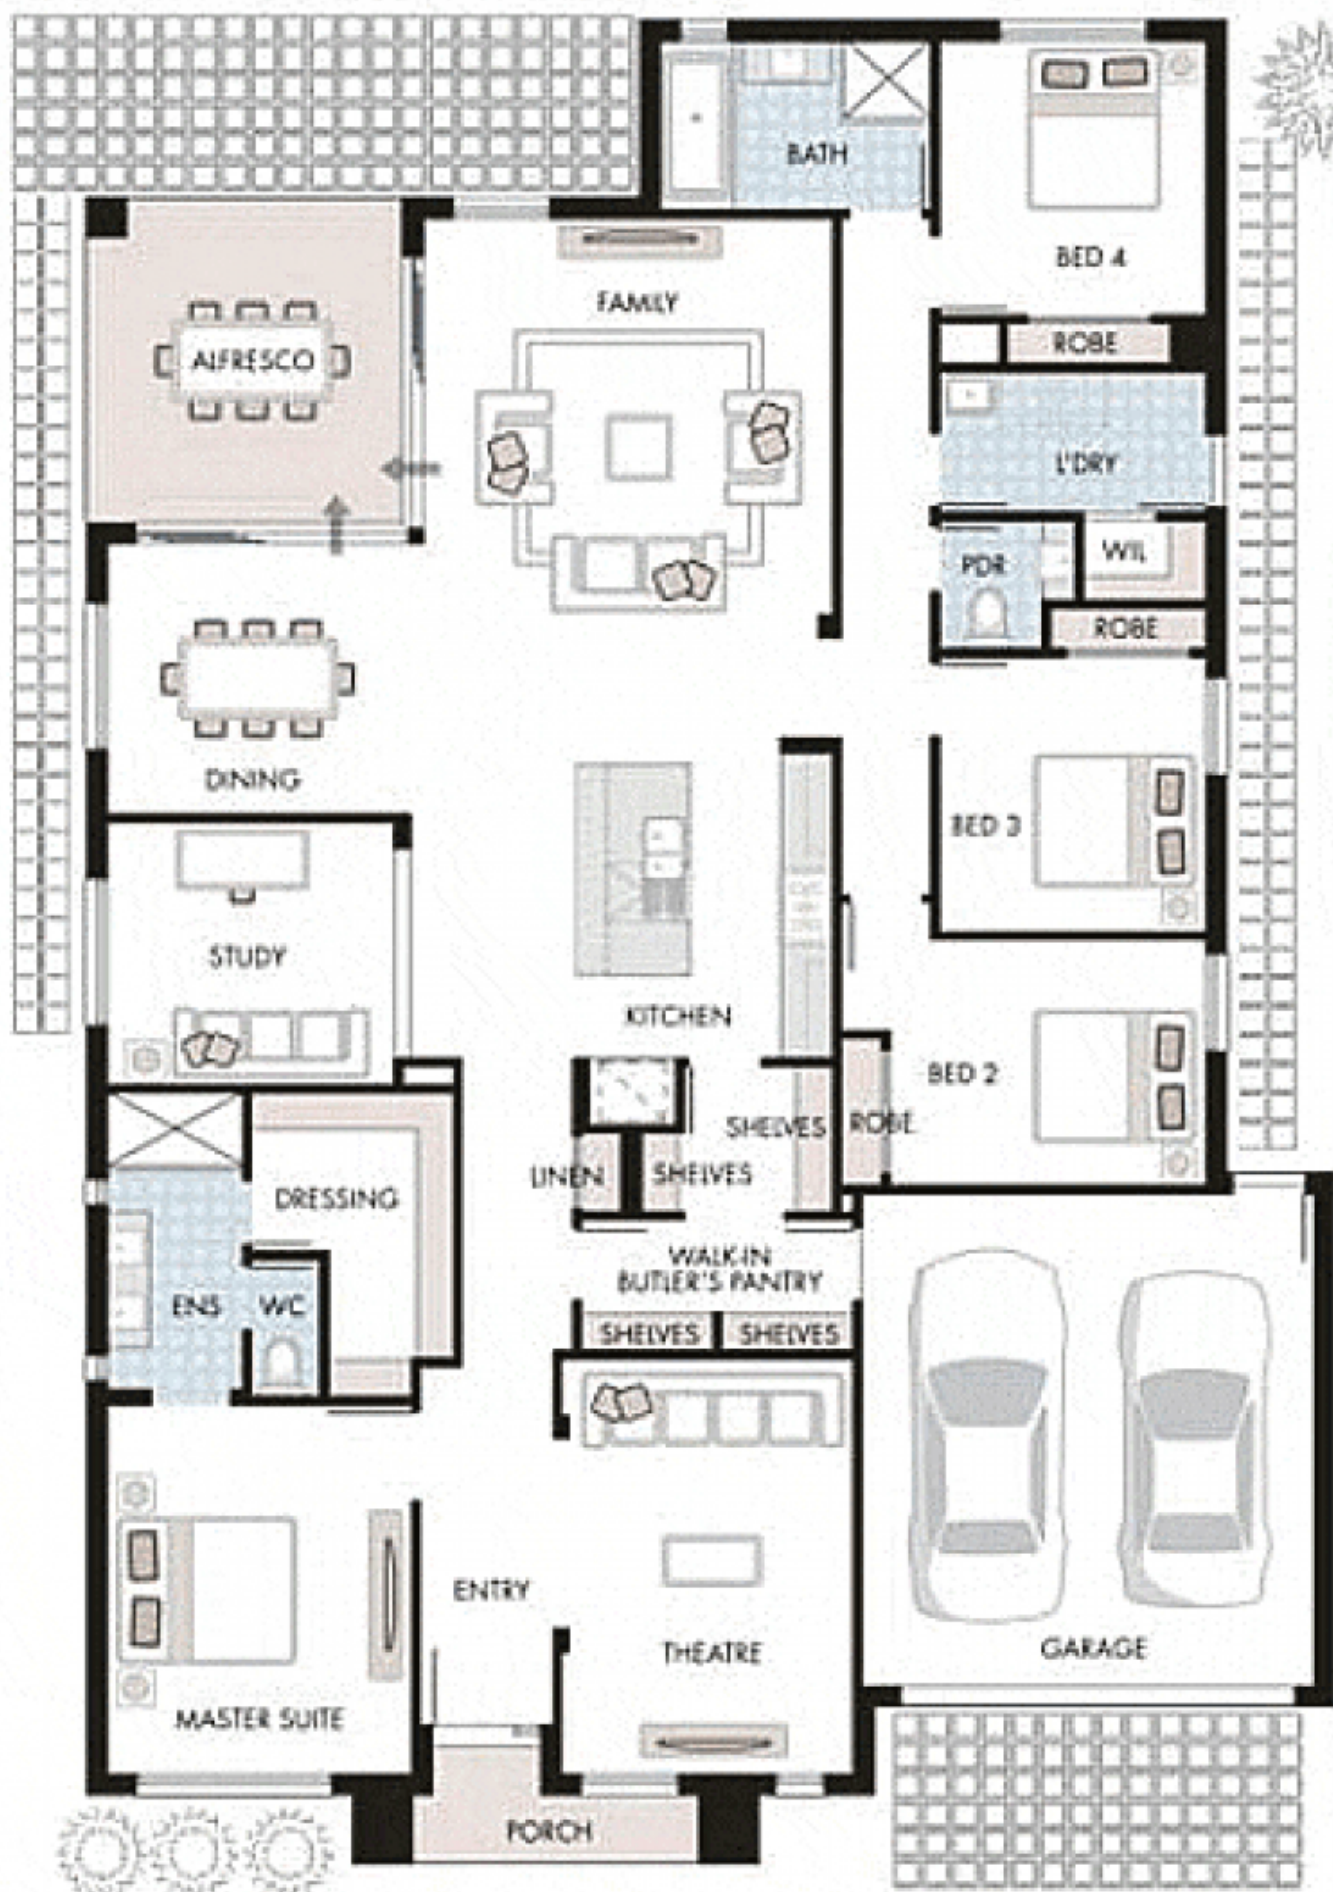 BATH
BED 4
FAMILY
ROBE
ALFRESCO
L'DRY
PDR
WIL
ROBE
DINING
BED 3
STUDY
KITCHEN
BED 2
SHELVES
ROBE
LINEN
SHELVES
DRESSING
WALK-IN
BUTLER'S PANTRY
ENS
WC
SHELVES
SHELVES
ENTRY
THEATRE
GARAGE
MASTER SUITE
PORCH